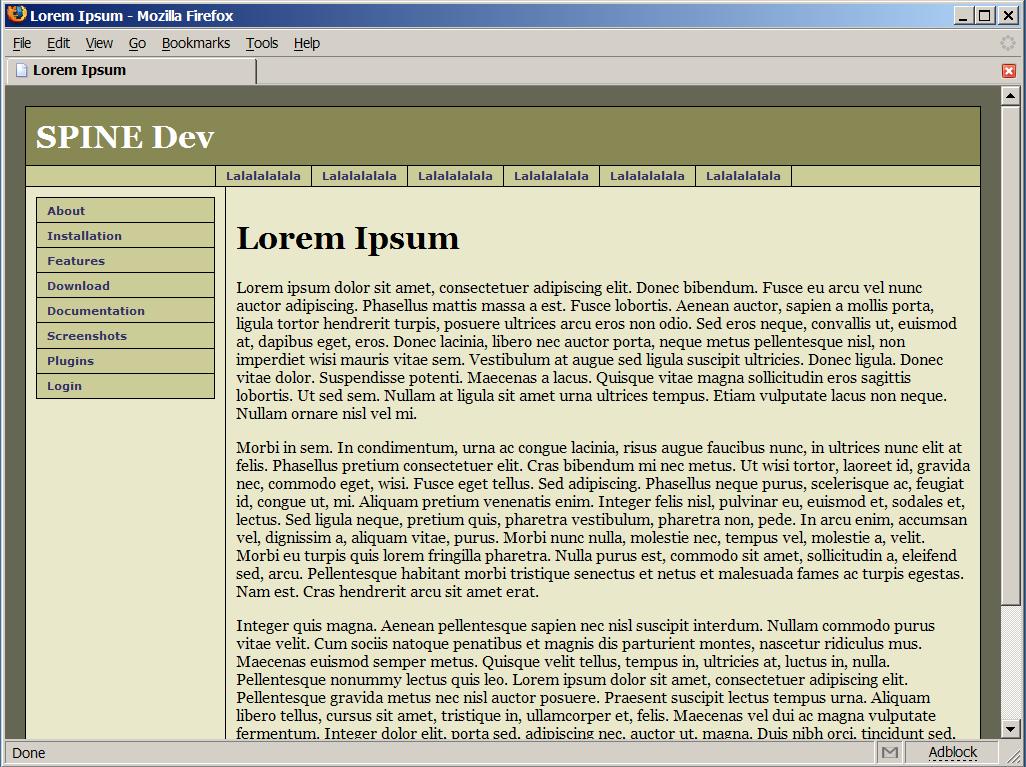 Lorem Ipsum - Mozilla Firefox
File Edit View Go Bookmarks Tools Help
Lorem Ipsum
SPINE Dev
Lalalalalala Lalalalalala Lalalalalala Lalalalalala Lalalalalala Lalalalalala
About
Installation
Features
Download
Documentation
Screenshots
Plugins
Login
Lorem Ipsum
Lorem ipsum dolor sit amet, consectetuer adipiscing elit. Donec bibendum. Fusce eu arcu vel nunc
auctor adipiscing. Phasellus mattis massa a est. Fusce lobortis. Aenean auctor, sapien a mollis porta,
ligula tortor hendrerit turpis, posuere ultrices arcu eros non odio. Sed eros neque, convallis ut, euismod
at, dapibus eget, eros. Donec lacinia, libero nec auctor porta, neque metus pellentesque nisl, non
imperdiet wisi mauris vitae sem. Vestibulum at augue sed ligula suscipit ultricies. Donec ligula. Donec
vitae dolor. Suspendisse potenti. Maecenas a lacus. Quisque vitae magna sollicitudin eros sagittis
lobortis. Ut sed sem. Nullam at ligula sit amet urna ultrices tempus. Etiam vulputate lacus non neque.
Nullam ornare nisl vel mi.
Morbi in sem. In condimentum, urna ac congue lacinia, risus augue faucibus nunc, in ultrices nunc elit at
felis. Phasellus pretium consectetuer elit. Cras bibendum mi nec metus. Ut wisi tortor, laoreet id, gravida
nec, commodo eget, wisi. Fusce eget tellus. Sed adipiscing. Phasellus neque purus, scelerisque ac, feugiat
id, congue ut, mi. Aliquam pretium venenatis enim. Integer felis nisl, pulvinar eu, euismod et, sodales et,
lectus. Sed ligula neque, pretium quis, pharetra vestibulum, pharetra non, pede. In arcu enim, accumsan
vel, dignissim a, aliquam vitae, purus. Morbi nunc nulla, molestie nec, tempus vel, molestie a, velit.
Morbi eu turpis quis lorem fringilla pharetra. Nulla purus est, commodo sit amet, sollicitudin a, eleifend
sed, arcu. Pellentesque habitant morbi tristique senectus et netus et malesuada fames ac turpis egestas.
Nam est. Cras hendrerit arcu sit amet erat.
Integer quis magna. Aenean pellentesque sapien nec nisl suscipit interdum. Nullam commodo purus
vitae velit. Cum sociis natoque penatibus et magnis dis parturient montes, nascetur ridiculus mus.
Maecenas euismod semper metus. Quisque velit tellus, tempus in, ultricies at, luctus in, nulla.
Pellentesque nonummy lectus quis leo. Lorem ipsum dolor sit amet, consectetuer adipiscing elit.
Pellentesque gravida metus nec nisl auctor posuere. Praesent suscipit lectus tempus urna. Aliquam
libero tellus, cursus sit amet, tristique in, ullamcorper et, felis. Maecenas vel dui ac magna vulputate
fermentum. Integer dolor elit, porta sed, adipiscing nec, auctor ut, magna. Duis nibh orci, tincidunt sed,
Done Adblock